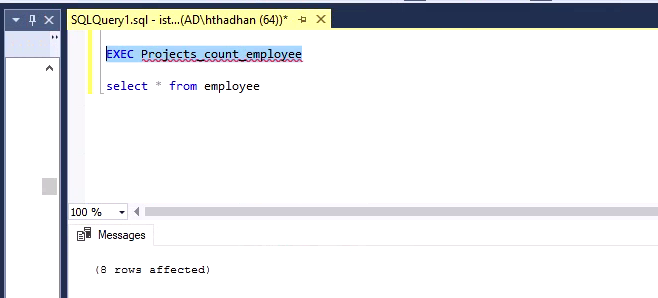 SQLQuery1.sql - ist...(AD\hthadhan (64))*
EXEC Projects_count_employee
select * from employee
100 %
Messages
(8 rows affected)